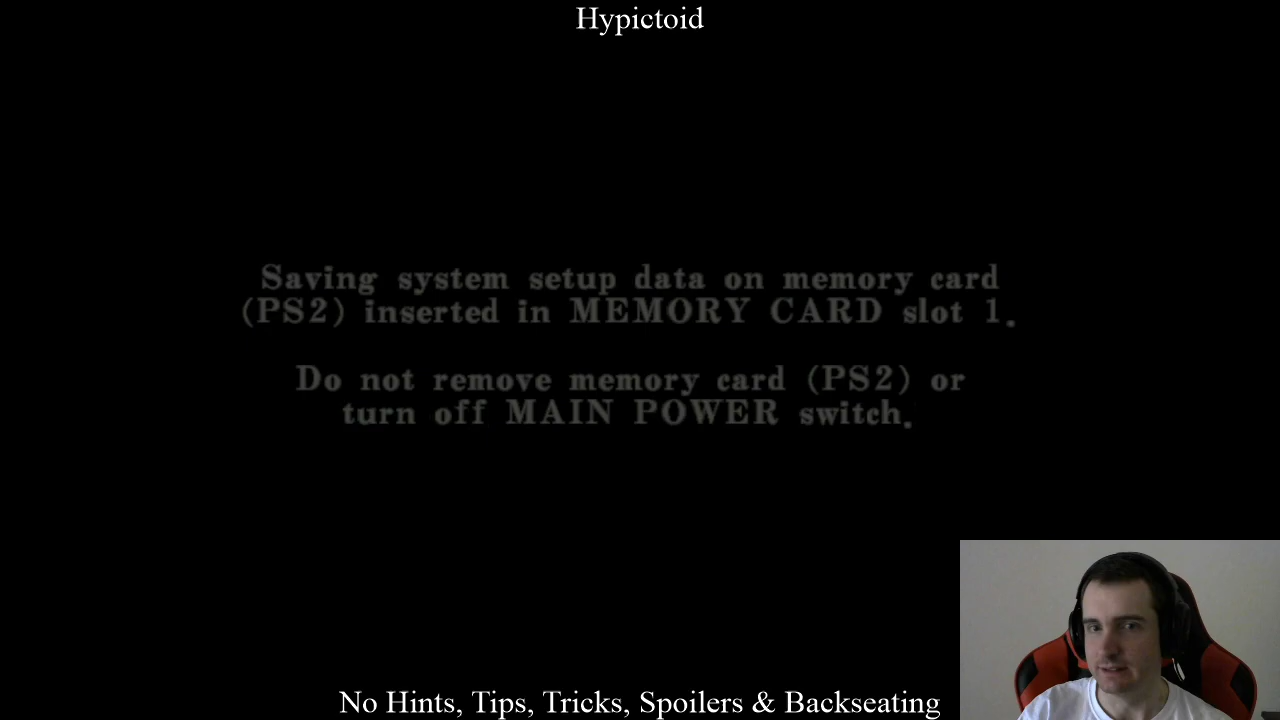 Hypictoid
Saving system setup data on memory card
(PS2) inserted in MEMORY CARD slot 1.
Do not remove memory card (PS2) or
turn off MAIN POWER switch.
No Hints, Tips, Tricks, Spoilers & Backseating